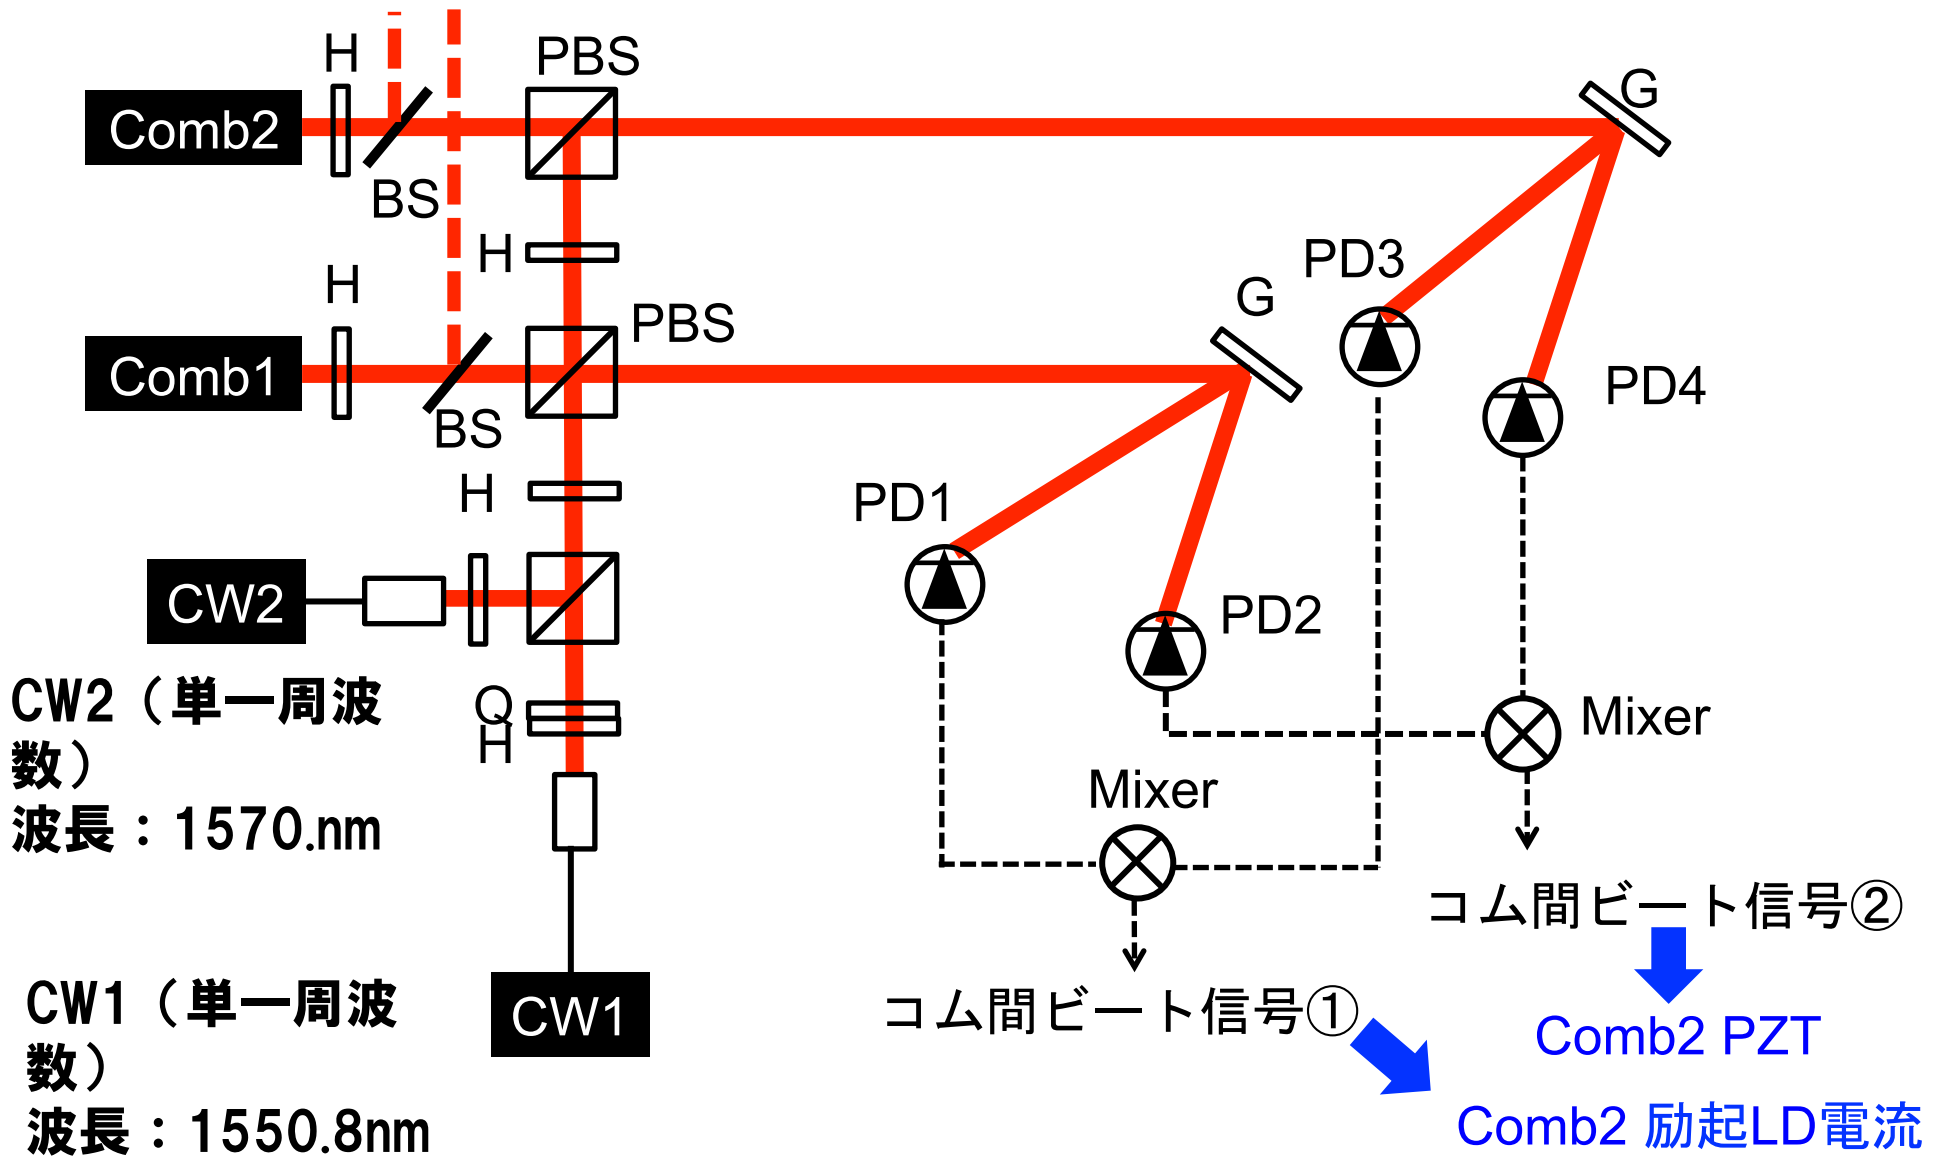 H
PBS
G
Comb2
BS
H
PD3
H
G
PBS
Comb1
PD4
BS
H
PD1
CW2
PD2
CW2（単一周波
数）
波長：1570.nm
Q
H
Mixer
Mixer
コム間ビート信号②
CW1（単一周波
数）
波長：1550.8nm
CW1
コム間ビート信号①
Comb2 PZT
Comb2 励起LD電流